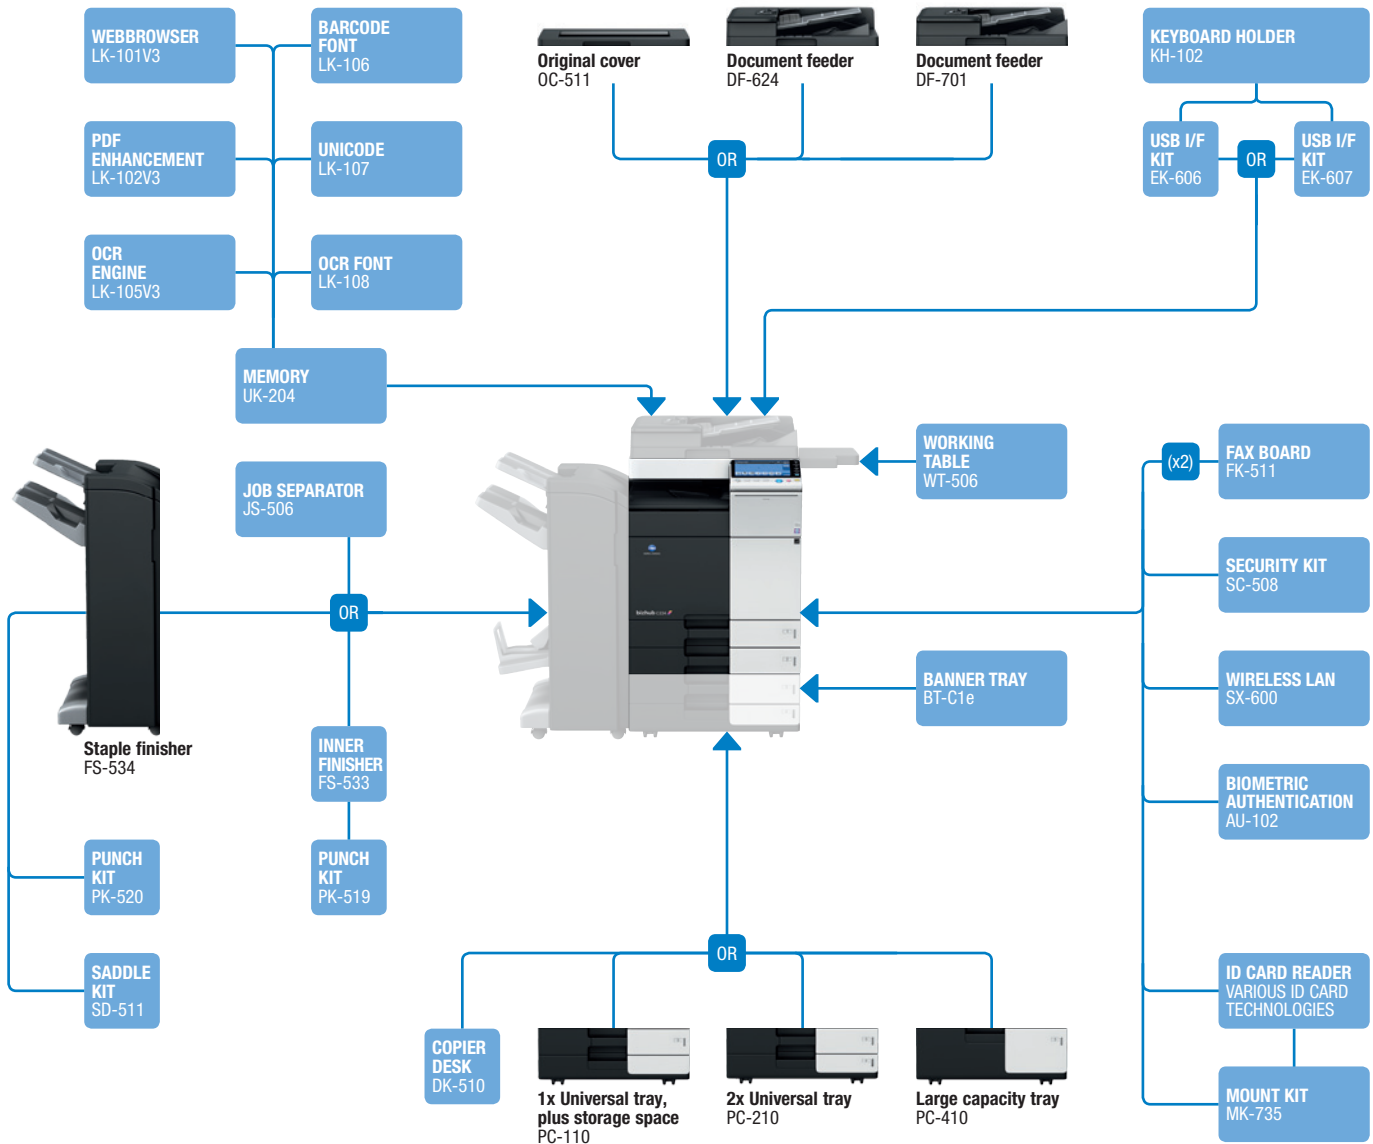 WEBBROWSER
LK-101V3
BARCODE
FONT
LK-106
PDF
ENHANCEMENT
LK-102V3
UNICODE
LK-107
OCR
ENGINE
LK-105V3
OCR FONT
LK-108
MEMORY
UK-204
Original cover
OC-511
Document feeder
DF-624
Document feeder
DF-701
OR
KEYBOARD HOLDER
KH-102
USB I/F
KIT
EK-606
OR
USB I/F
KIT
EK-607
JOB SEPARATOR
JS-506
OR
Staple finisher
FS-534
INNER
FINISHER
FS-533
PUNCH
KIT
PK-520
PUNCH
KIT
PK-519
SADDLE
KIT
SD-511
bizhub
WORKING
TABLE
WT-506
BANNER TRAY
BT-C1e
(x2)
FAX BOARD
FK-511
SECURITY KIT
SC-508
WIRELESS LAN
SX-600
BIOMETRIC
AUTHENTICATION
AU-102
ID CARD READER
VARIOUS ID CARD
TECHNOLOGIES
MOUNT KIT
MK-735
OR
COPIER
DESK
DK-510
1x Universal tray,
plus storage space
PC-110
2x Universal tray
PC-210
Large capacity tray
PC-410